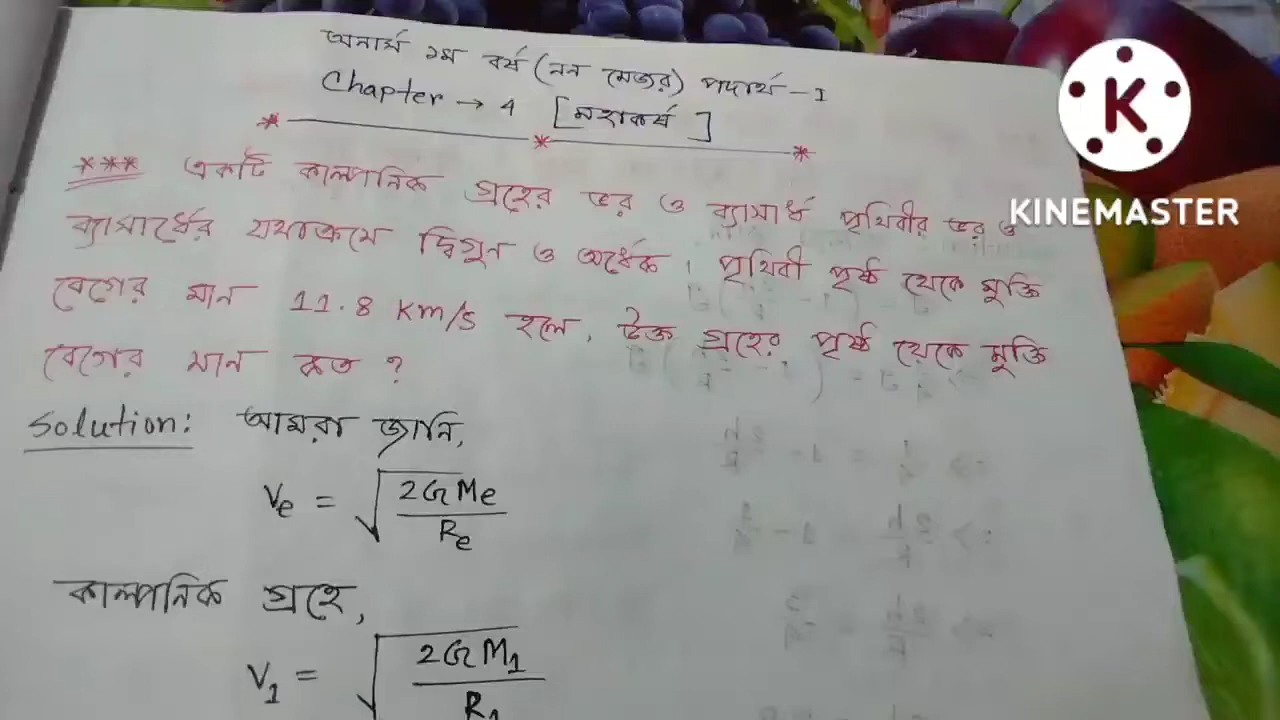 অনার্স ১ম বর্ষ (নন মেজর) পদার্থ - I
Chapter → 4 [মহাকর্ষ]
*** একটি কাল্পনিক গ্রহের ভর ও ব্যাসার্ধ পৃথিবীর ভর ও
ব্যাসার্ধের যথাক্রমে দ্বিগুন ও অর্ধেক। পৃথিবী পৃষ্ঠ থেকে মুক্তি
বেগের মান 11.8 Km/s হলে, উক্ত গ্রহের পৃষ্ঠ থেকে মুক্তি
বেগের মান কত ?
Solution: আমরা জানি,
Ve = √(2GMe / Re)
কাল্পনিক গ্রহে,
V1 = √(2GM1 / R1)
K
KINEMASTER